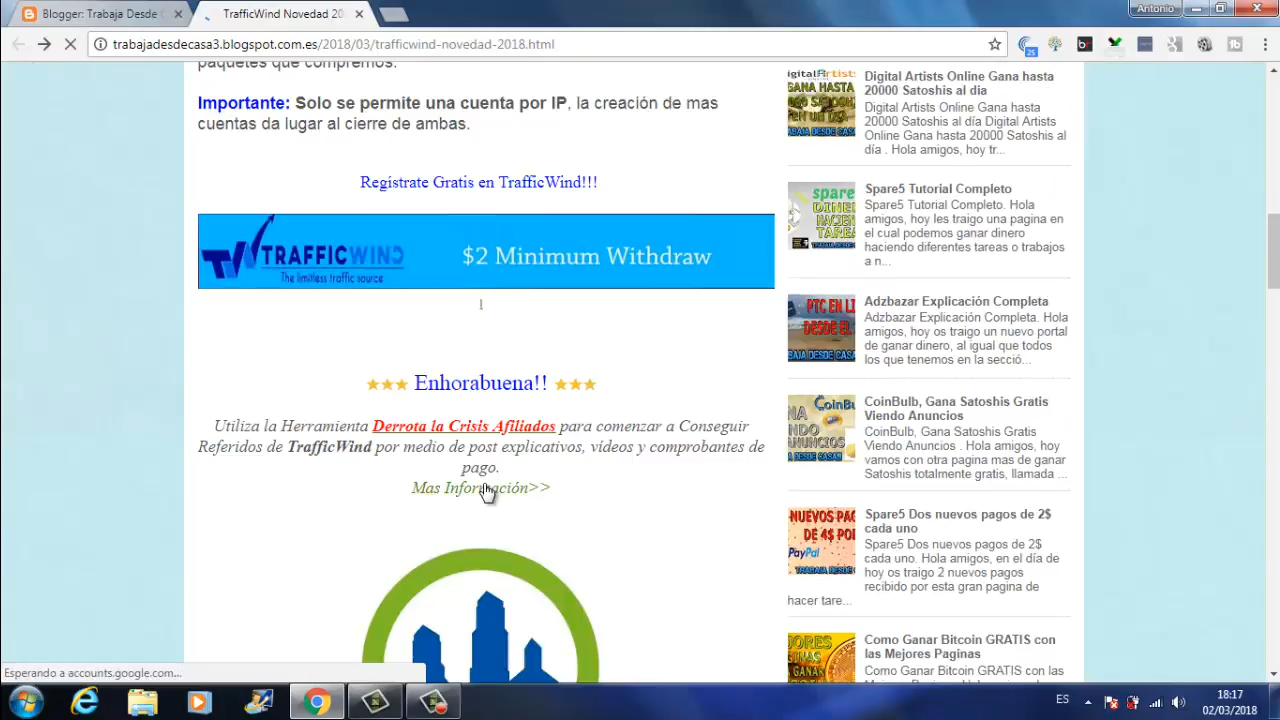 Blogger: Trabaja Desde C
TrafficWind Novedad 20
Antonio
trabajadesdecasa3.blogspot.com.es/2018/03/trafficwind-novedad-2018.html
25
br
paquetes que compremos.
Importante: Solo se permite una cuenta por IP, la creación de mas
cuentas da lugar al cierre de ambas.
Regístrate Gratis en TrafficWind!!!
TRAFFICWIND
The limitless traffic source
$2 Minimum Withdraw
Enhorabuena!!
Utiliza la Herramienta Derrota la Crisis Afiliados para comenzar a Conseguir
Referidos de TrafficWind por medio de post explicativos, vídeos y comprobantes de
pago.
Mas Información>>
Digital Artists Online Gana hasta
20000 Satoshis al dia
Digital Artists Online Gana hasta
20000 Satoshis al día Digital Artists
Online Gana hasta 20000 Satoshis al
día . Hola amigos, hoy tr...
Spare5 Tutorial Completo
Spare5 Tutorial Completo. Hola
amigos, hoy les traigo una pagina en
el cual podemos ganar dinero
haciendo diferentes tareas o trabajos
a n...
Adzbazar Explicación Completa
Adzbazar Explicación Completa. Hola
amigos, hoy os traigo un nuevo portal
de ganar dinero, al igual que todos
los que tenemos en la secció...
CoinBulb, Gana Satoshis Gratis
Viendo Anuncios
CoinBulb, Gana Satoshis Gratis
Viendo Anuncios . Hola amigos, hoy
vamos con otra pagina mas de ganar
Satoshis totalmente gratis, llamada ...
Spare5 Dos nuevos pagos de 2$
cada uno
Spare5 Dos nuevos pagos de 2$
cada uno. Hola amigos, en el día de
hoy os traigo 2 nuevos pagos
recibido por esta gran pagina de
hacer tare...
Como Ganar Bitcoin GRATIS con
las Mejores Paginas
Como Ganar Bitcoin GRATIS con las
Esperando a accounts.google.com...
ES
18:17
02/03/2018